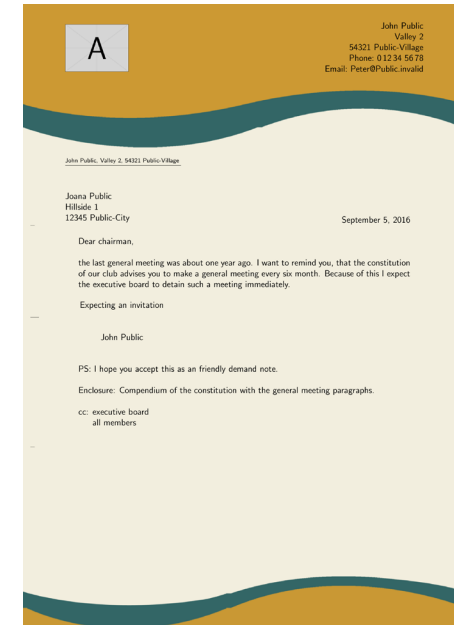 A
John Public
Valley 2
54321 Public-Village
Phone: 0 12 34 56 78
Email: Peter@Public.invalid
John Public, Valley 2, 54321 Public-Village
Joana Public
Hillside 1
12345 Public-City
September 5, 2016
Dear chairman,
the last general meeting was about one year ago. I want to remind you, that the constitution
of our club advises you to make a general meeting every six month. Because of this I expect
the executive board to detain such a meeting immediately.
Expecting an invitation
John Public
PS: I hope you accept this as an friendly demand note.
Enclosure: Compendium of the constitution with the general meeting paragraphs.
cc: executive board
all members